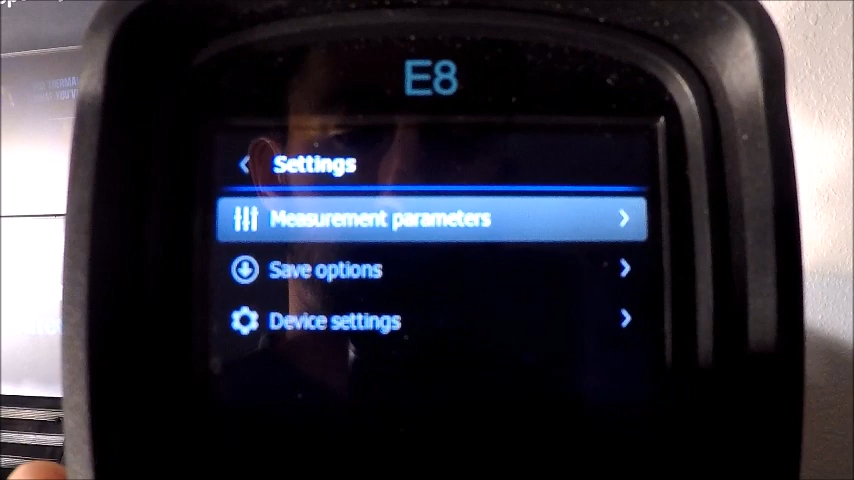 E8
Settings
Measurement parameters
Save options
Device settings